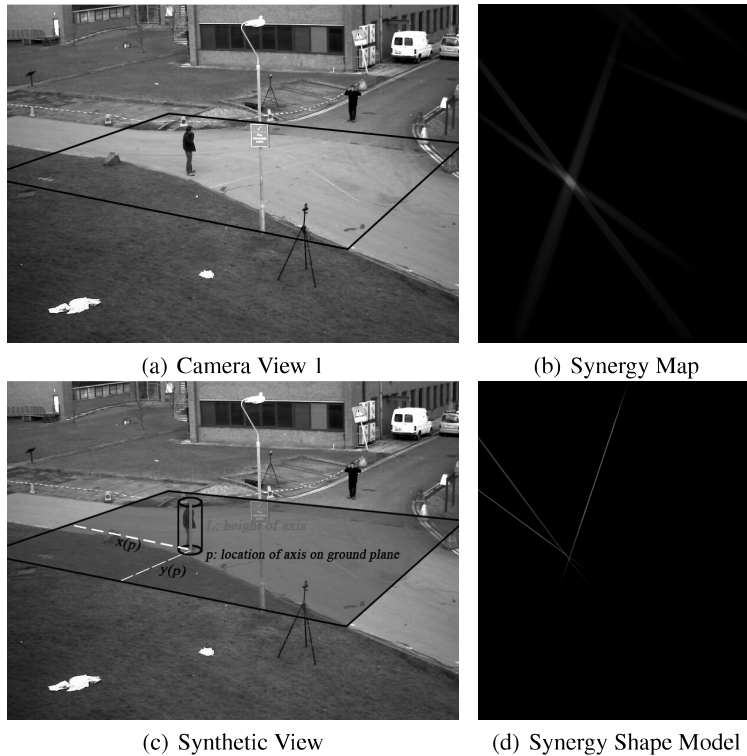 (a) Camera View 1
(b) Synergy Map
L: height of axis
x(p)
p: location of axis on ground plane
y(p)
(c) Synthetic View
(d) Synergy Shape Model